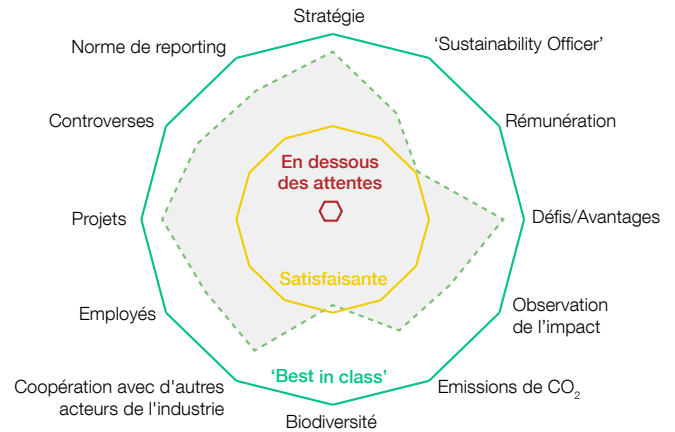 Stratégie
Norme de reporting
‘Sustainability Officer’
Controverses
Rémunération
En dessous
des attentes
Projets
Défis/Avantages
Satisfaisante
Employés
Observation
de l’impact
‘Best in class’
Coopération avec d'autres
acteurs de l'industrie
Emissions de CO₂
Biodiversité